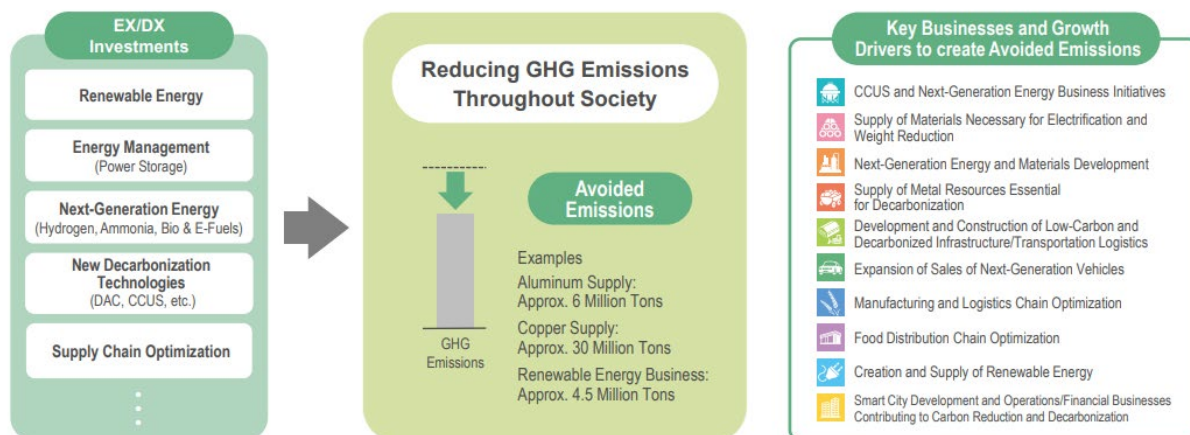 EX/DX
Investments
Renewable Energy
Energy Management
(Power Storage)
Next-Generation Energy
(Hydrogen, Ammonia, Bio & E-Fuels)
New Decarbonization
Technologies
(DAC, CCUS, etc.)
Supply Chain Optimization
Reducing GHG Emissions
Throughout Society
Avoided
Emissions
GHG
Emissions
Examples
Aluminum Supply:
Approx. 6 Million Tons
Copper Supply:
Approx. 30 Million Tons
Renewable Energy Business:
Approx. 4.5 Million Tons
Key Businesses and Growth
Drivers to create Avoided Emissions
CCUS and Next-Generation Energy Business Initiatives
Supply of Materials Necessary for Electrification and
Weight Reduction
Next-Generation Energy and Materials Development
Supply of Metal Resources Essential
for Decarbonization
Development and Construction of Low-Carbon and
Decarbonized Infrastructure/Transportation Logistics
Expansion of Sales of Next-Generation Vehicles
Manufacturing and Logistics Chain Optimization
Food Distribution Chain Optimization
Creation and Supply of Renewable Energy
Smart City Development and Operations/Financial Businesses
Contributing to Carbon Reduction and Decarbonization